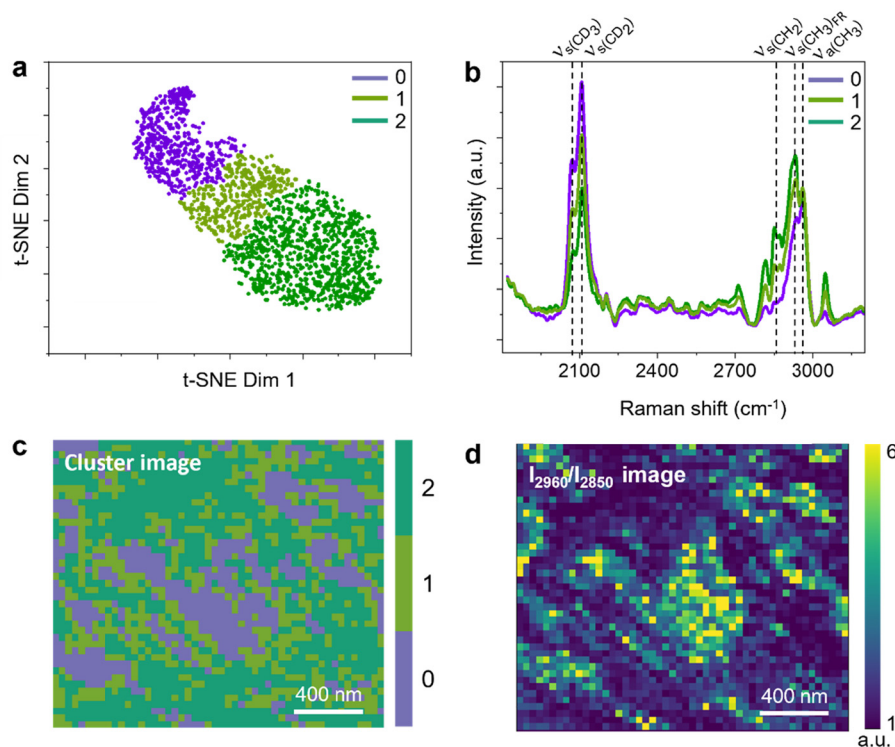 a
0
1
2
t-SNE Dim 2
t-SNE Dim 1
b
νs(CD3)
νs(CD2)
νs(CH2)
νs(CH3)FR
νa(CH3)
0
1
2
Intensity (a.u.)
2100 2400 2700 3000
Raman shift (cm⁻¹)
c
Cluster image
400 nm
2
1
0
d
I₂₉₆₀/I₂₈₅₀ image
400 nm
6
1
a.u.